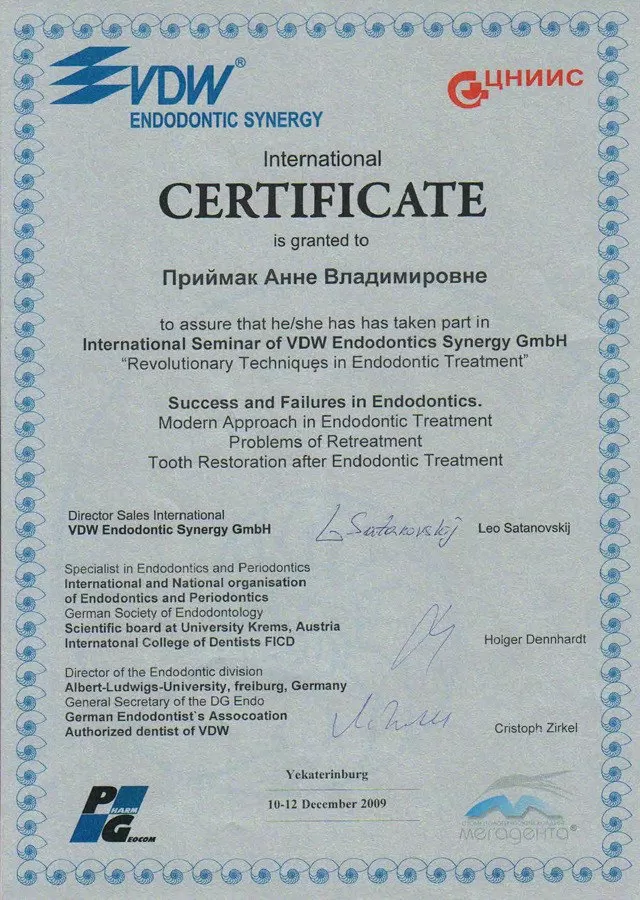 VDW®
ENDODONTIC SYNERGY
ЦНИИС
International
CERTIFICATE
is granted to
Приймак Анне Владимировне
to assure that he/she has has taken part in
International Seminar of VDW Endodontics Synergy GmbH
“Revolutionary Techniques in Endodontic Treatment”
Success and Failures in Endodontics.
Modern Approach in Endodontic Treatment
Problems of Retreatment
Tooth Restoration after Endodontic Treatment
Director Sales International
VDW Endodontic Synergy GmbH
L Satanovskij
Leo Satanovskij
Specialist in Endodontics and Periodontics
International and National organisation
of Endodontics and Periodontics
German Society of Endodontology
Scientific board at University Krems, Austria
Internatonal College of Dentists FICD
Holger Dennhardt
Director of the Endodontic division
Albert-Ludwigs-University, freiburg, Germany
General Secretary of the DG Endo
German Endodontist`s Assocoation
Authorized dentist of VDW
Cristoph Zirkel
Yekaterinburg
10-12 December 2009
PHARM
GEOCOM
мегадента®